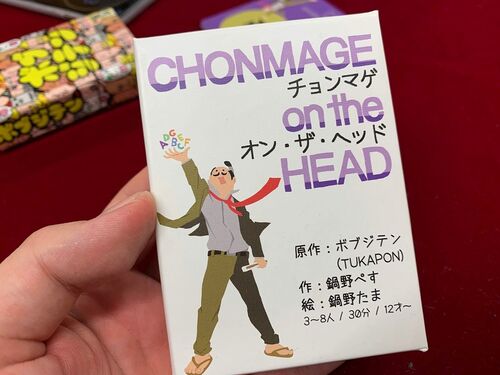 CHONMAGE
チョンマゲ
on the
オン・ザ・ヘッド
HEAD
原作：ボブジテン
(TUKAPON)
作：鍋野ぺす
絵：鍋野たま
3～8人 / 30分 / 12才～
ボブジテン